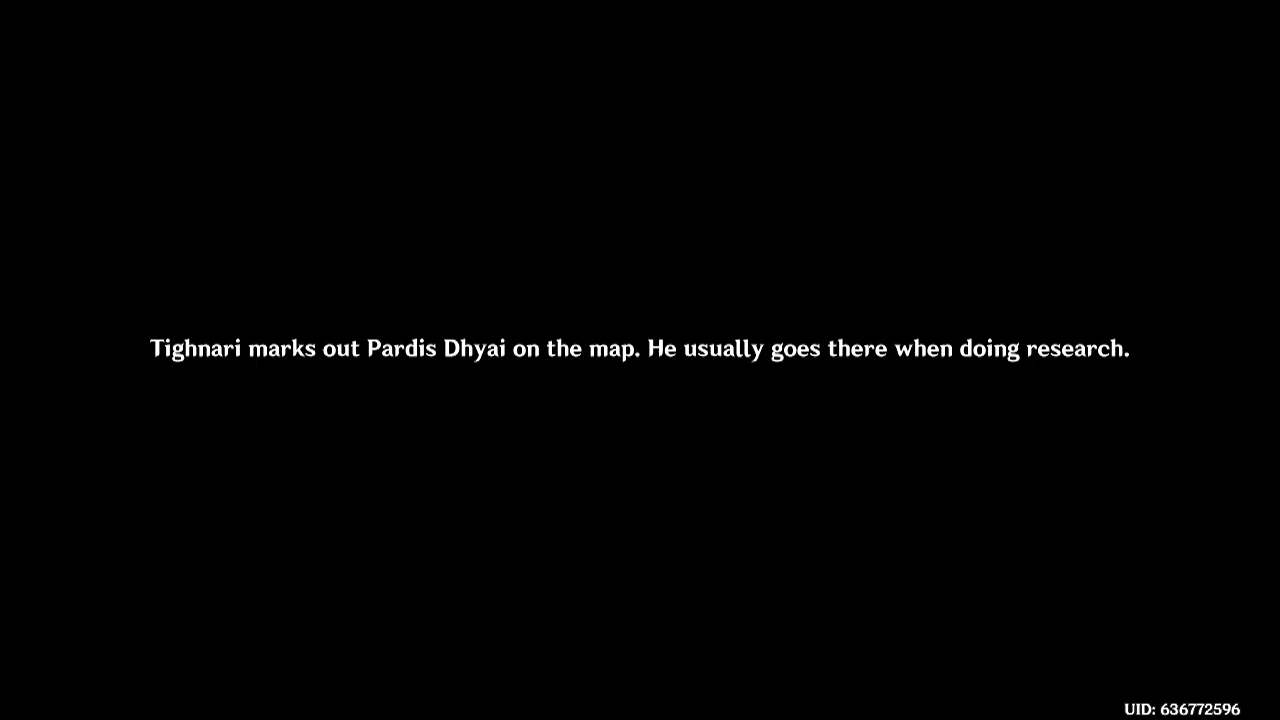 Tighnari marks out Pardis Dhyai on the map. He usually goes there when doing research.
UID: 636772596